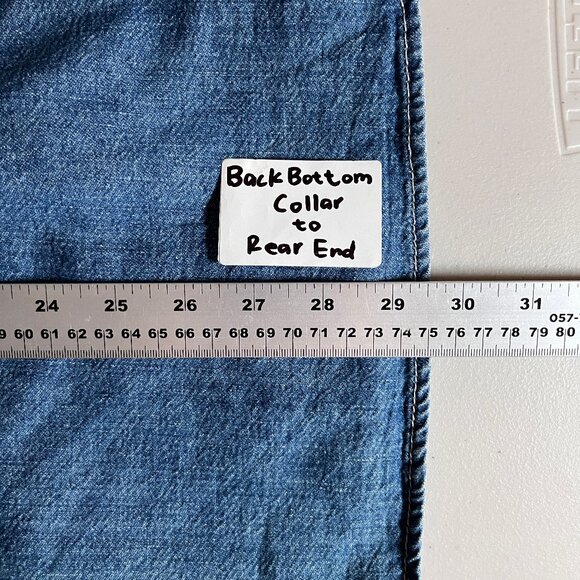 Back Bottom
Collar
to
Rear End
24 25 26 27 28 29 30 31
057-
9 60 61 62 63 64 65 66 67 68 69 70 71 72 73 74 75 76 77 78 79 80